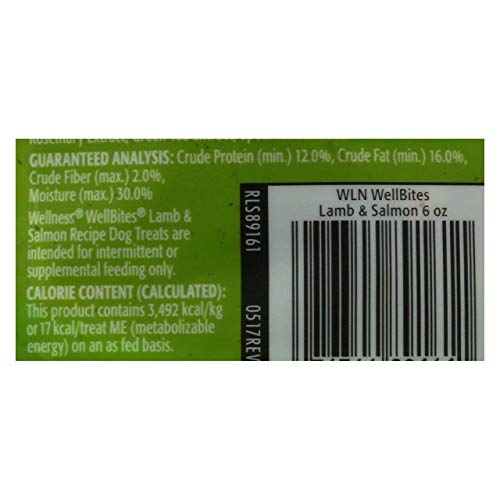 Rosemary Extract, Green Tea Extract,
GUARANTEED ANALYSIS: Crude Protein (min.) 12.0%, Crude Fat (min.) 16.0%,
Crude Fiber (max.) 2.0%,
Moisture (max.) 30.0%
Wellness® WellBites® Lamb &
Salmon Recipe Dog Treats are
intended for intermittent or
supplemental feeding only.
CALORIE CONTENT (CALCULATED):
This product contains 3,492 kcal/kg
or 17 kcal/treat ME (metabolizable
energy) on an as fed basis.
RLS89161
0517REV
WLN WellBites
Lamb & Salmon 6 oz